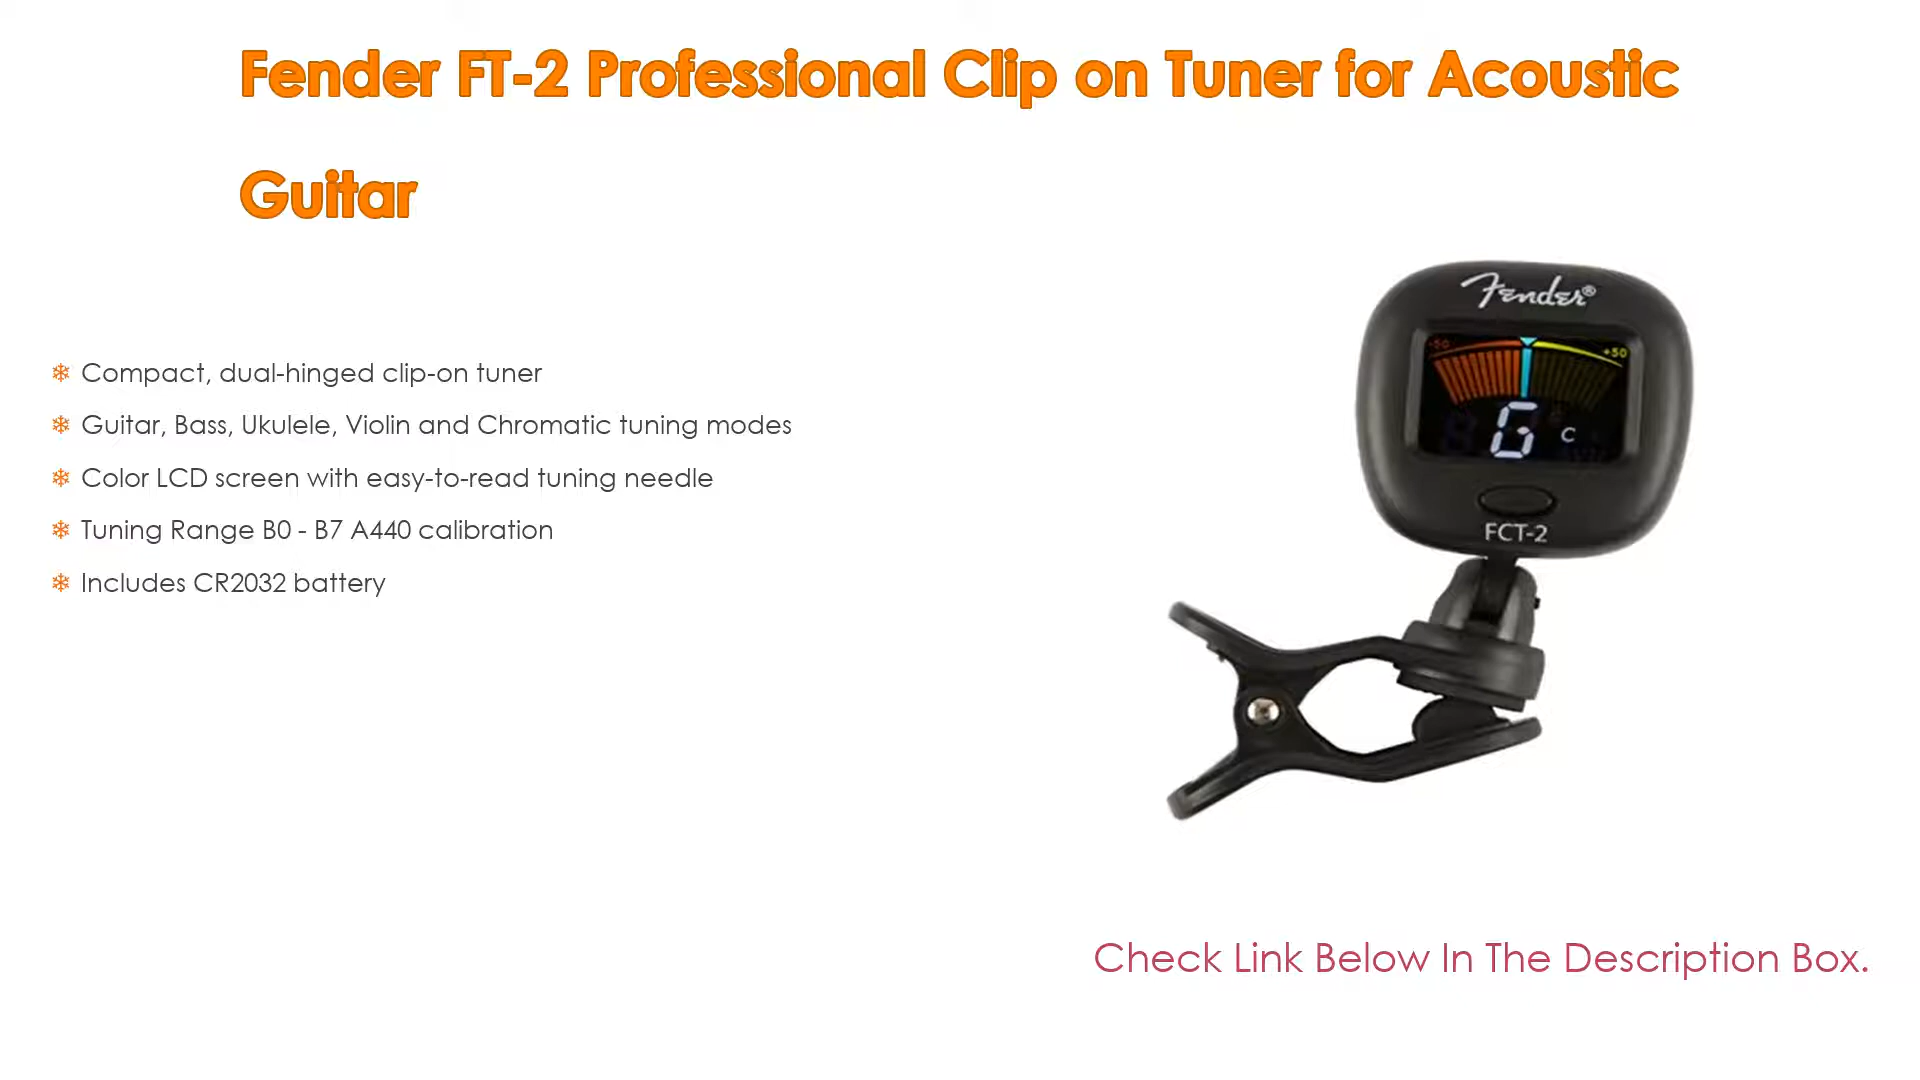 Fender FT-2 Professional Clip on Tuner for Acoustic
Guitar
Compact, dual-hinged clip-on tuner
Guitar, Bass, Ukulele, Violin and Chromatic tuning modes
Color LCD screen with easy-to-read tuning needle
Tuning Range B0 - B7 A440 calibration
Includes CR2032 battery
Fender®
-50 +50
G C
FCT-2
Check Link Below In The Description Box.